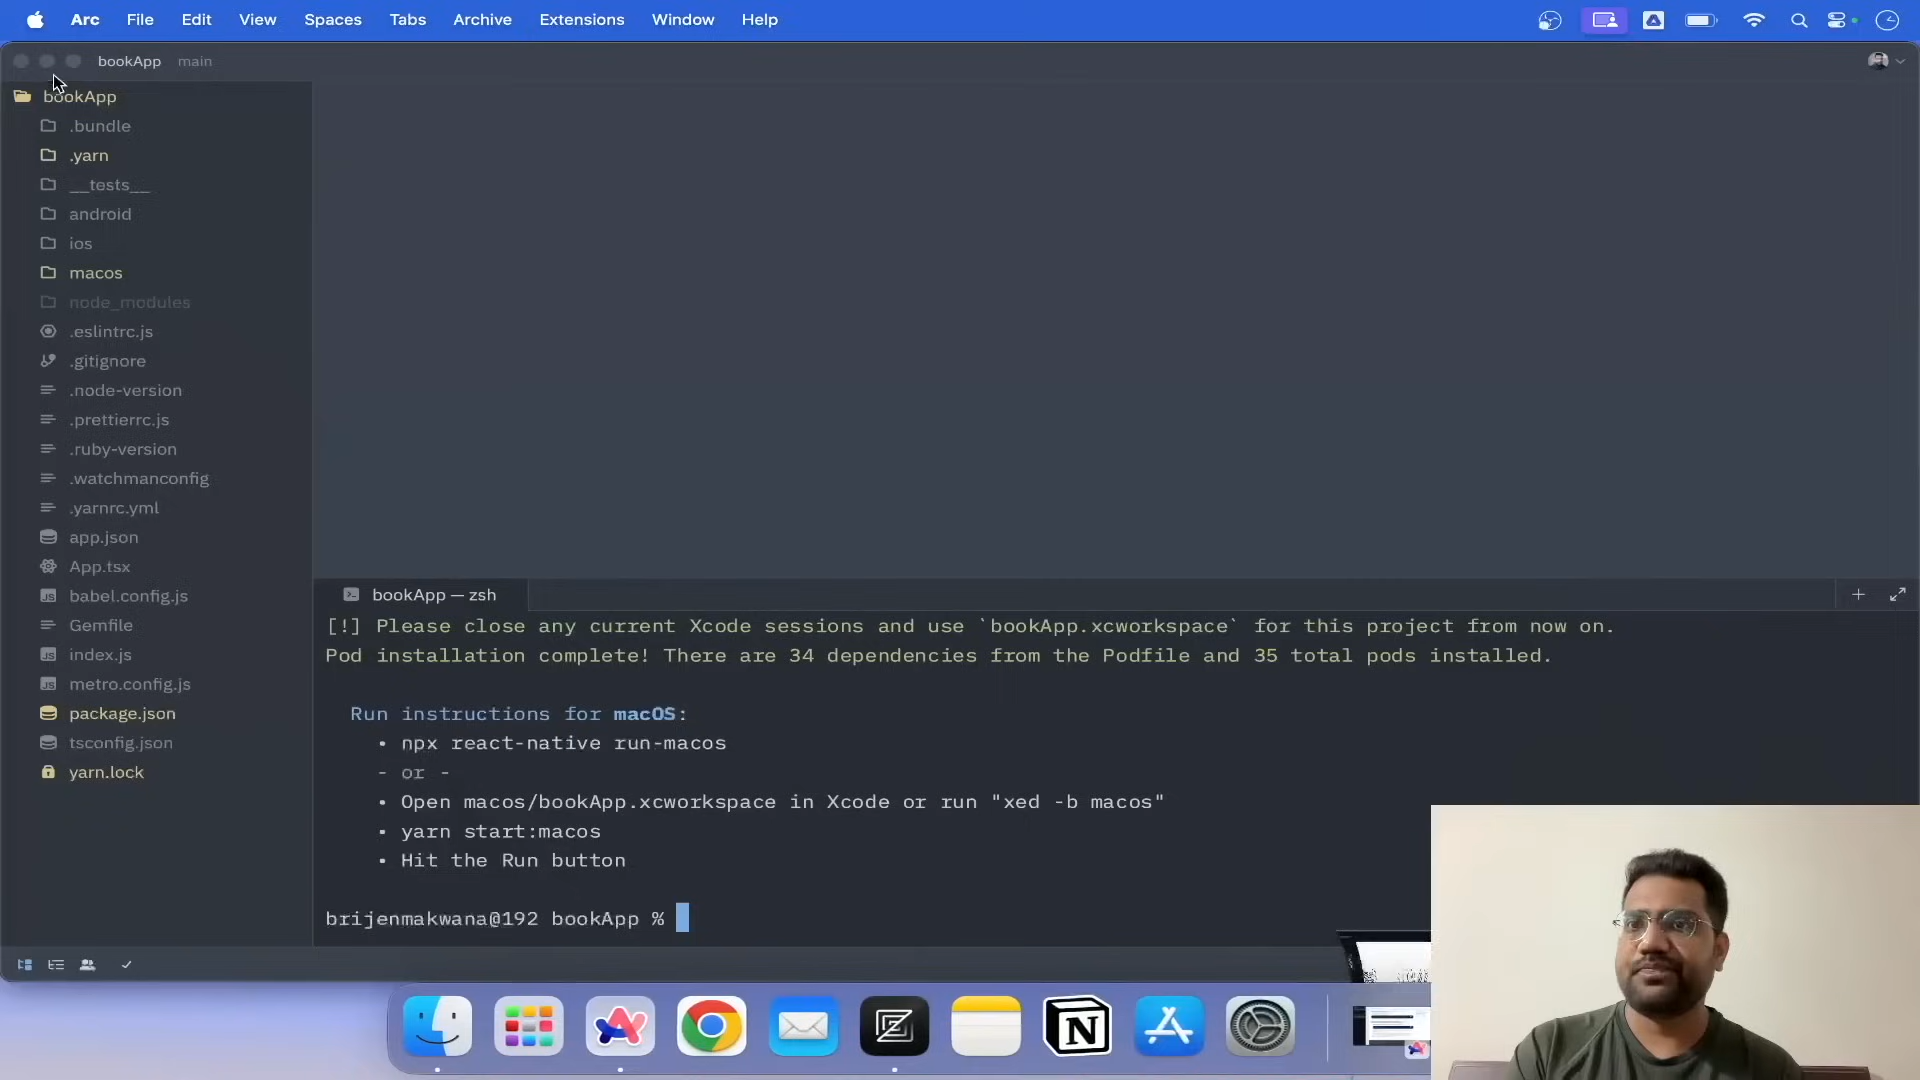 Arc File Edit View Spaces Tabs Archive Extensions Window Help
bookApp main
bookApp
.bundle
.yarn
__tests__
android
ios
macos
node_modules
.eslintrc.js
.gitignore
.node-version
.prettierrc.js
.ruby-version
.watchmanconfig
.yarnrc.yml
app.json
App.tsx
babel.config.js
Gemfile
index.js
metro.config.js
package.json
tsconfig.json
yarn.lock
bookApp — zsh
[!] Please close any current Xcode sessions and use `bookApp.xcworkspace` for this project from now on.
Pod installation complete! There are 34 dependencies from the Podfile and 35 total pods installed.
Run instructions for macOS:
• npx react-native run-macos
- or -
• Open macos/bookApp.xcworkspace in Xcode or run "xed -b macos"
• yarn start:macos
• Hit the Run button
brijenmakwana@192 bookApp %